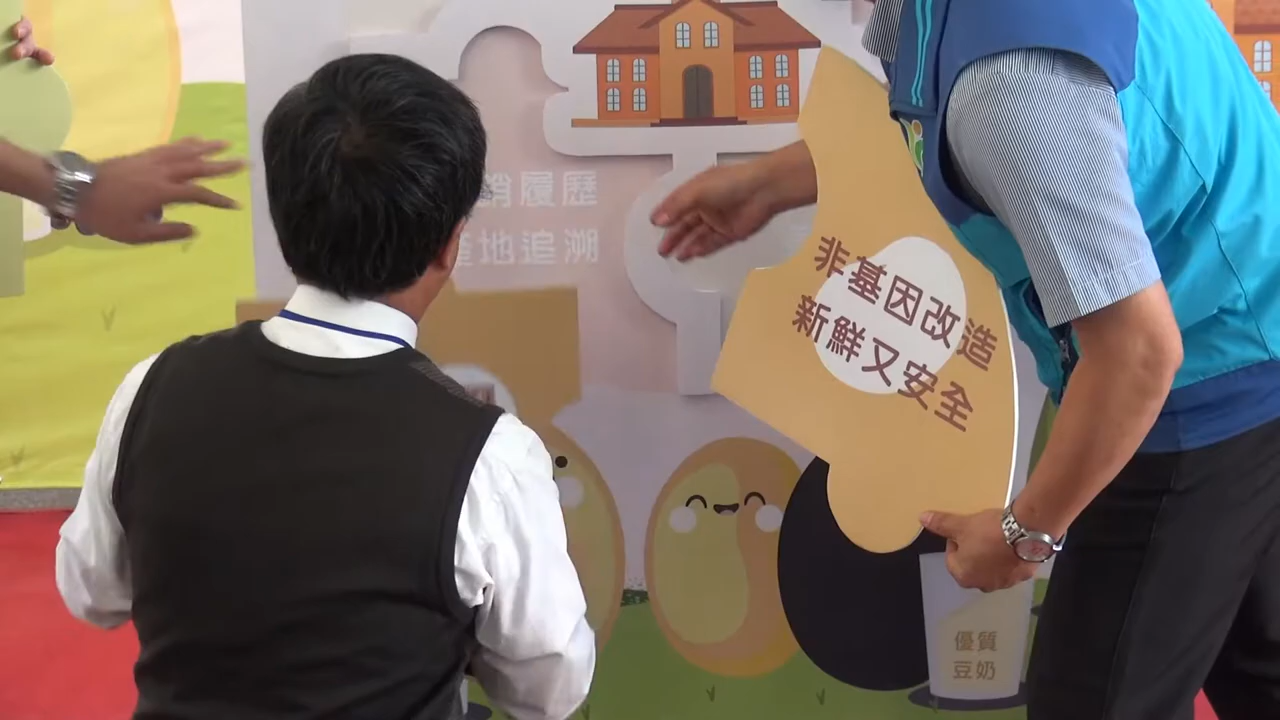 銷履歷
產地追溯
非基因改造
新鮮又安全
優質
豆奶